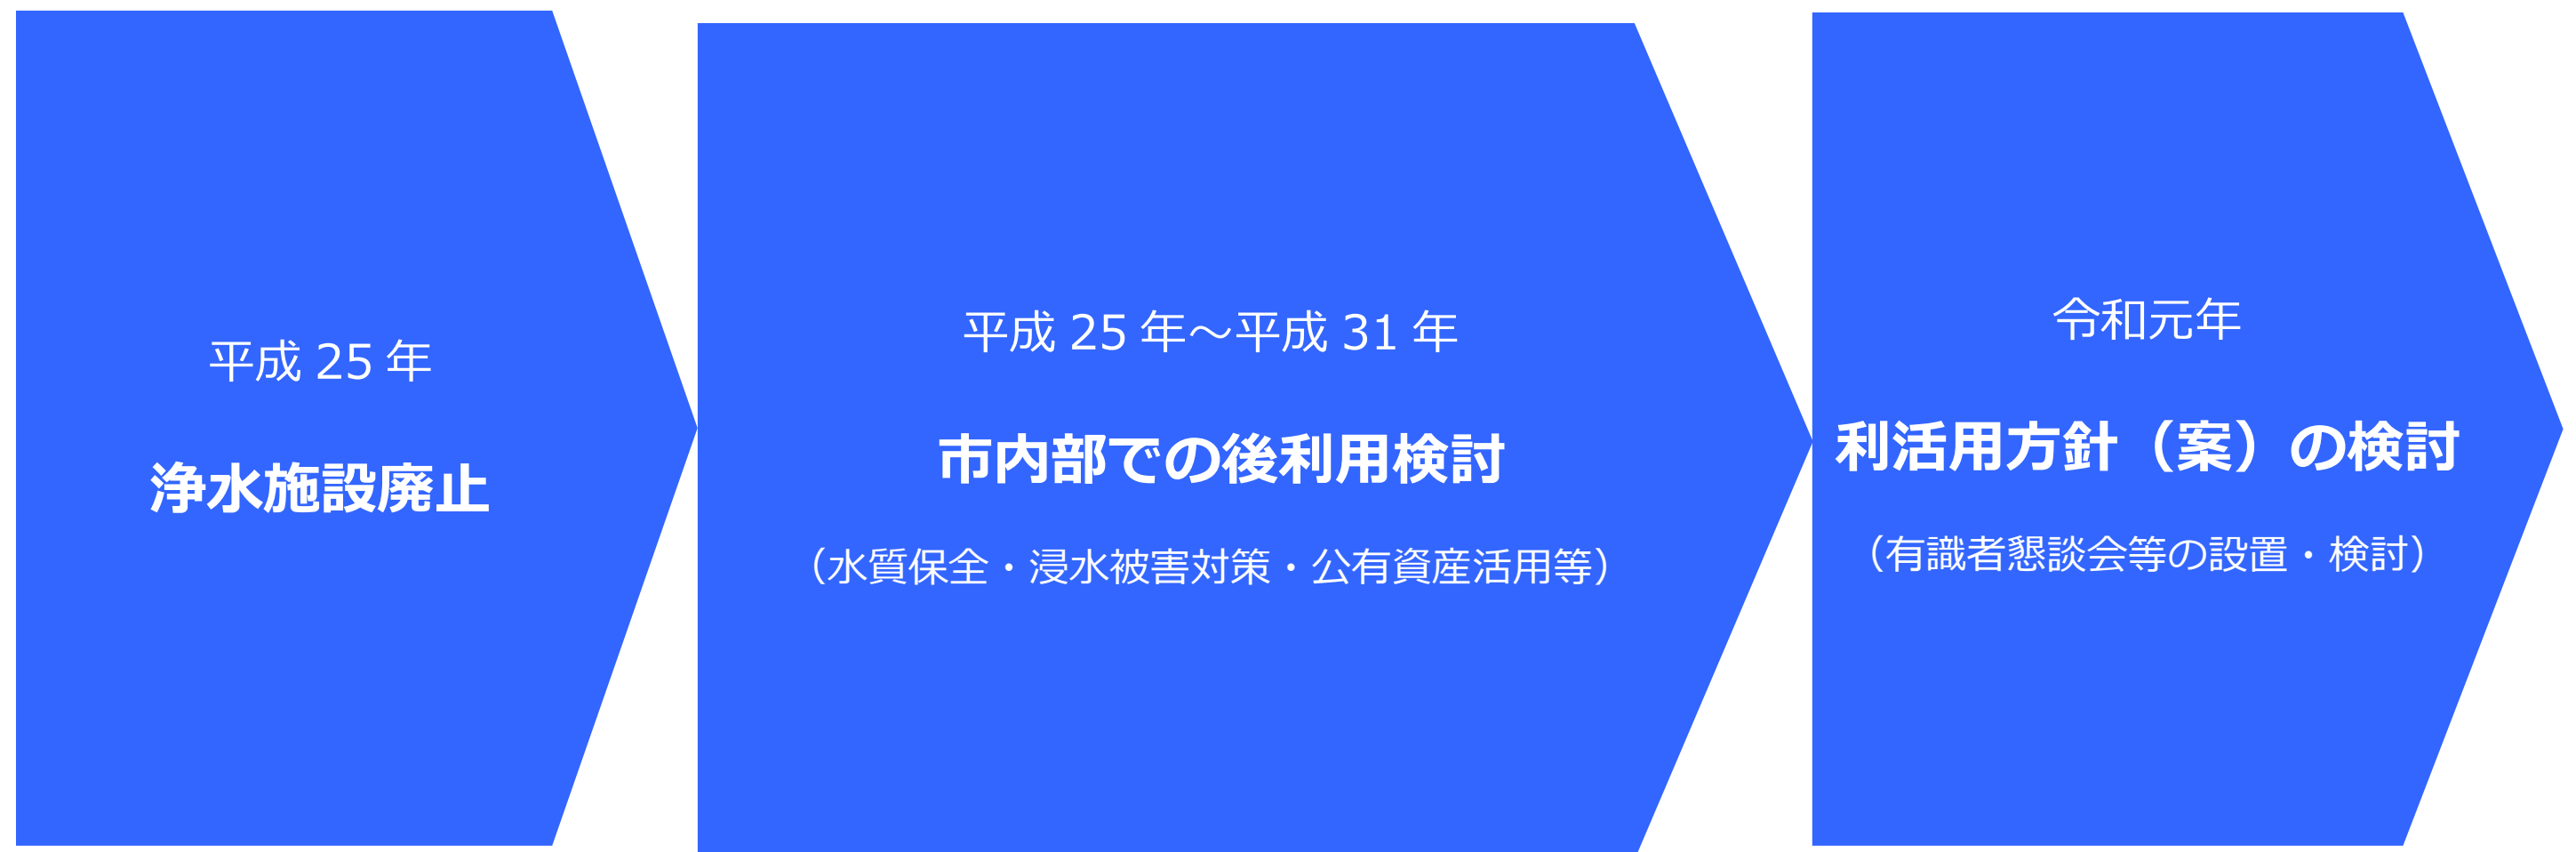 平成 25 年
浄水施設廃止
平成 25 年～平成 31 年
市内部での後利用検討
（水質保全・浸水被害対策・公有資産活用等）
令和元年
利活用方針（案）の検討
（有識者懇談会等の設置・検討）